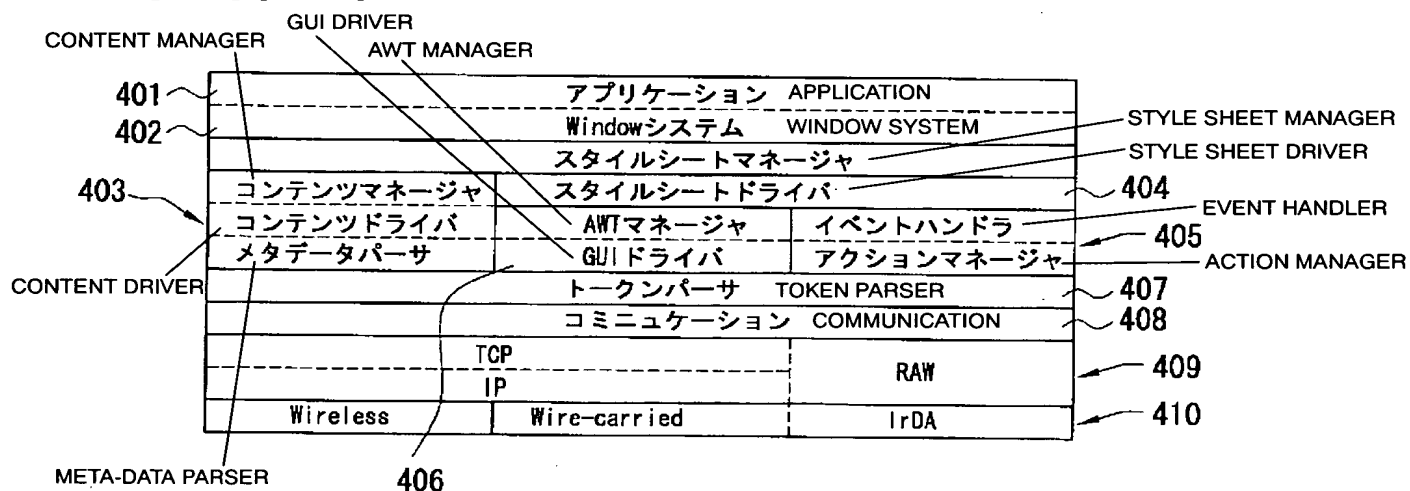 GUI DRIVER
CONTENT MANAGER
AWT MANAGER
401
アプリケーション APPLICATION
402
Windowシステム WINDOW SYSTEM
STYLE SHEET MANAGER
スタイルシートマネージャ
STYLE SHEET DRIVER
コンテンツマネージャ スタイルシートドライバ 404
403
コンテンツドライバ AWTマネージャ イベントハンドラ
EVENT HANDLER
405
メタデータパーサ GUIドライバ アクションマネージャ
ACTION MANAGER
CONTENT DRIVER
トークンパーサ TOKEN PARSER 407
コミニュケーション COMMUNICATION 408
TCP
RAW 409
IP
Wireless Wire-carried IrDA 410
META-DATA PARSER 406